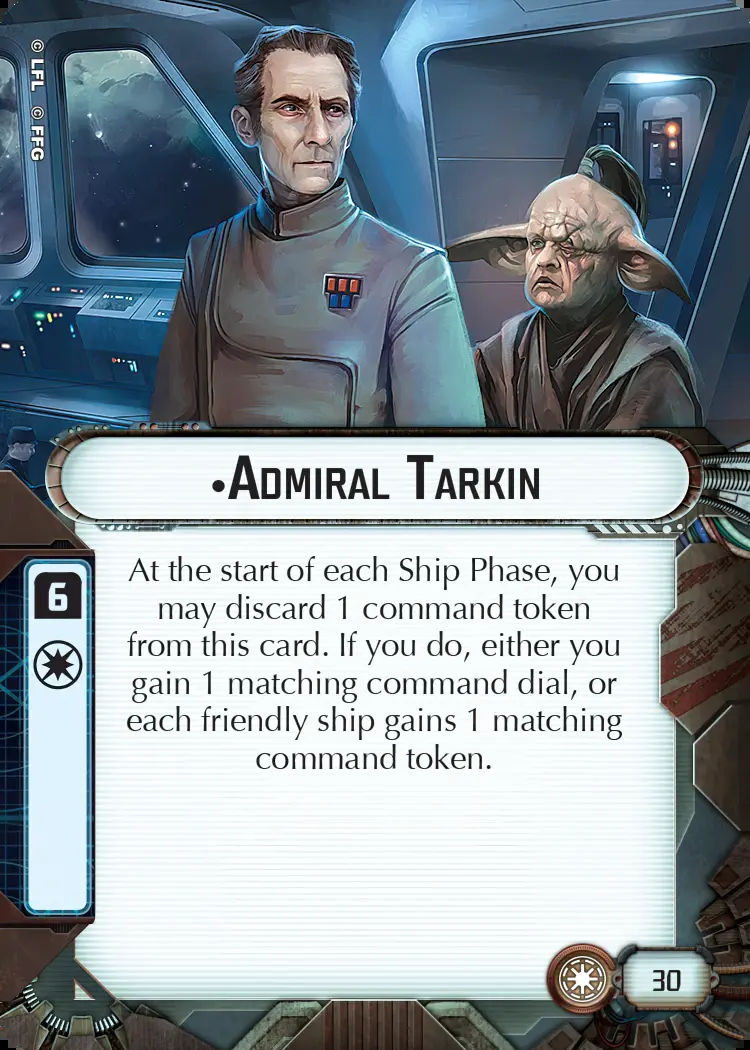 © LFL © FFG
•Admiral Tarkin
6
At the start of each Ship Phase, you
may discard 1 command token
from this card. If you do, either you
gain 1 matching command dial, or
each friendly ship gains 1 matching
command token.
30